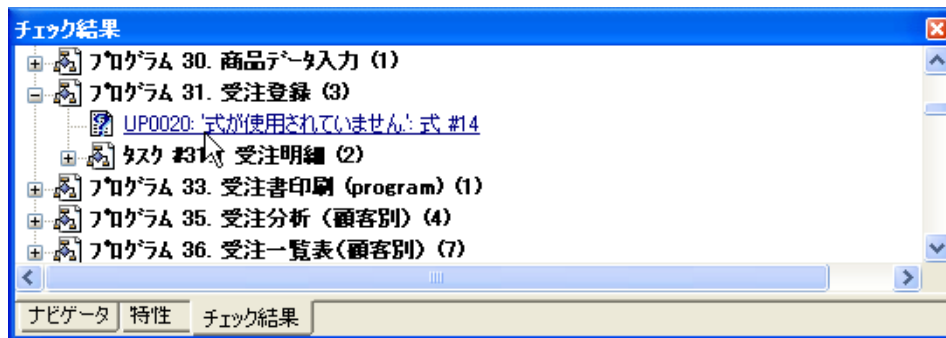 チェック結果
プログラム 30. 商品データ入力 (1)
プログラム 31. 受注登録 (3)
UP0020: '式が使用されていません': 式 #14
タスク #31. 受注明細 (2)
プログラム 33. 受注書印刷 (program) (1)
プログラム 35. 受注分析 (顧客別) (4)
プログラム 36. 受注一覧表(顧客別) (7)
ナビゲータ 特性 チェック結果